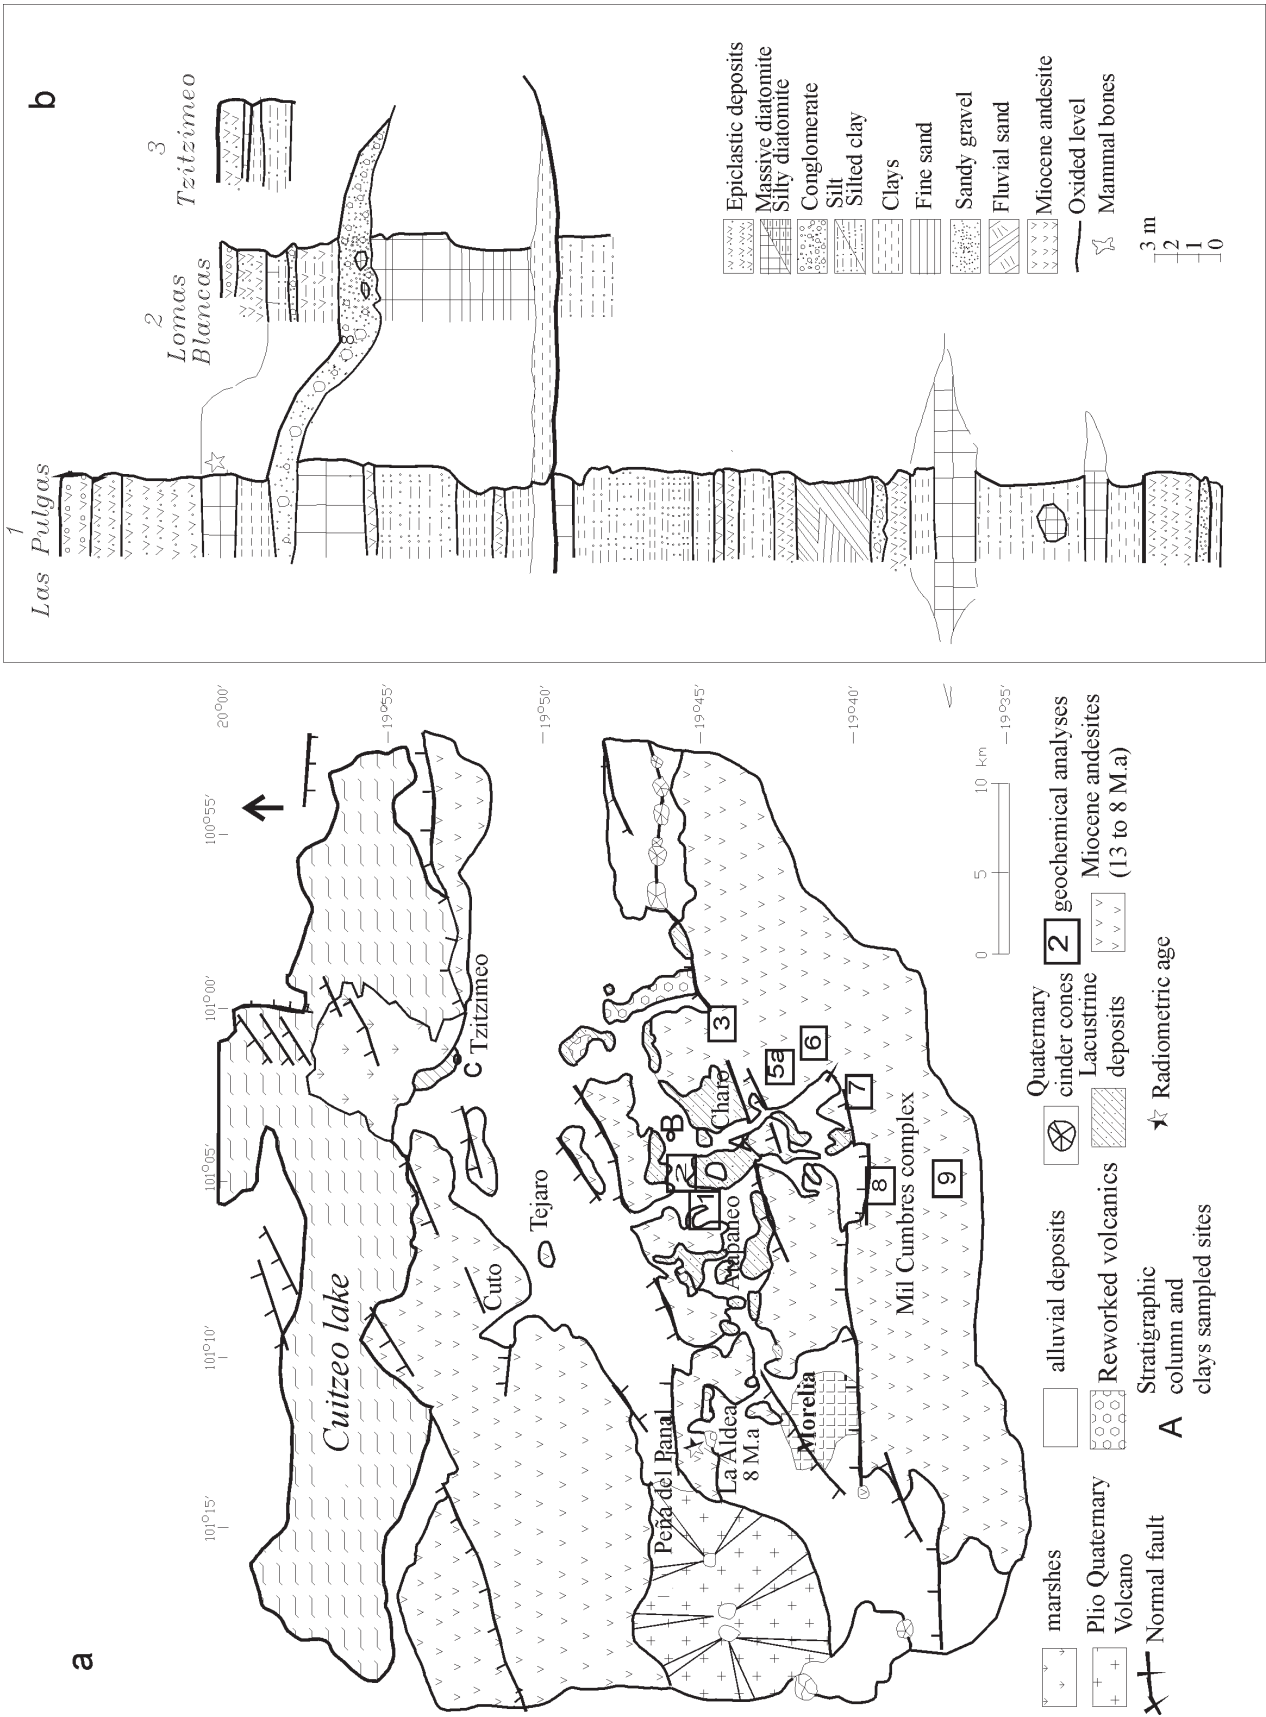 a
20°00'
19°55'
19°50'
19°45'
19°40'
19°35'
101°15'
101°10'
101°05'
101°00'
100°55'
Cuitzeo lake
Cuto
Tejaro
C Tzitzimeo
Peña del Panal
La Aldea
8 M.a
Morelia
B
Charo
A
1
2
3
5a
6
7
8
9
Mil Cumbres complex
0 5 10 km
marshes
Plio Quaternary
Volcano
Normal fault
alluvial deposits
Reworked volcanics
A Stratigraphic
column and
clays sampled sites
Quaternary
cinder cones
Lacustrine
deposits
Radiometric age
2 geochemical analyses
Miocene andesites
(13 to 8 M.a)
b
1
Las Pulgas
2
Lomas
Blancas
3
Tzitzimeo
Epiclastic deposits
Massive diatomite
Silty diatomite
Conglomerate
Silt
Silted clay
Clays
Fine sand
Sandy gravel
Fluvial sand
Miocene andesite
Oxided level
Mammal bones
3 m
2
1
0